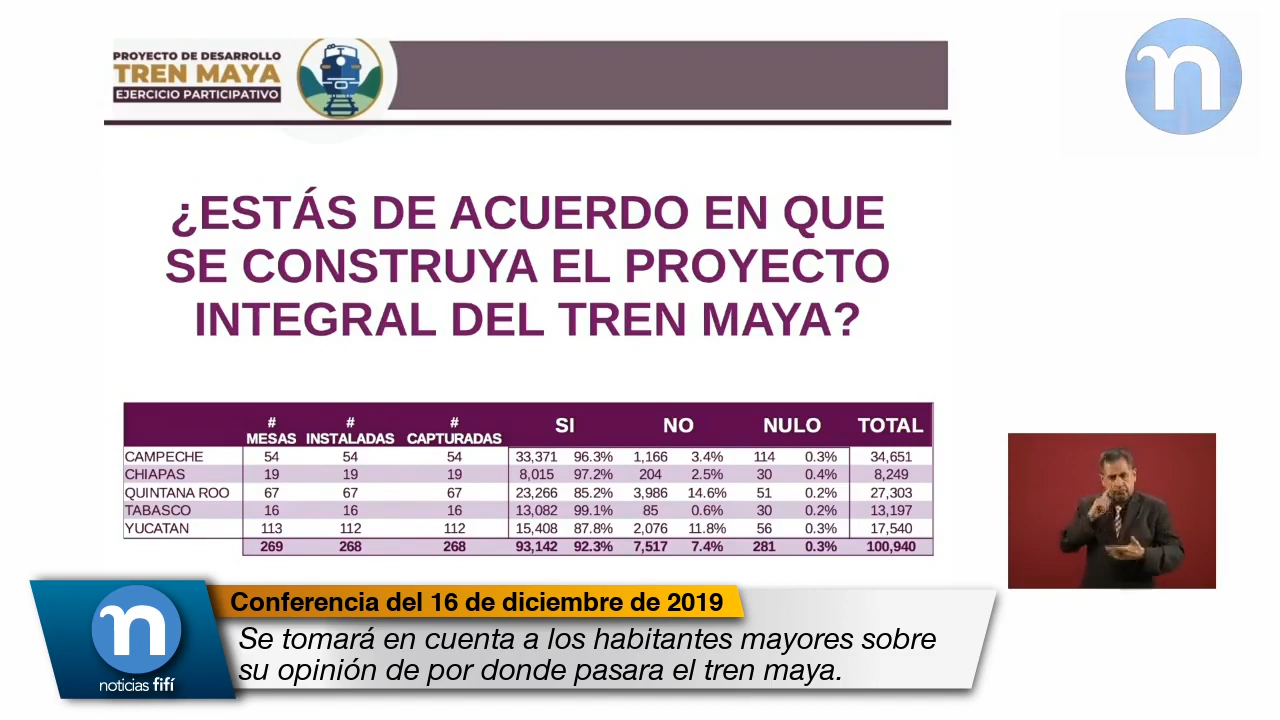 PROYECTO DE DESARROLLO
TREN MAYA
EJERCICIO PARTICIPATIVO
n
¿ESTÁS DE ACUERDO EN QUE
SE CONSTRUYA EL PROYECTO
INTEGRAL DEL TREN MAYA?
# MESAS # INSTALADAS # CAPTURADAS SI NO NULO TOTAL
CAMPECHE 54 54 54 33,371 96.3% 1,166 3.4% 114 0.3% 34,651
CHIAPAS 19 19 19 8,015 97.2% 204 2.5% 30 0.4% 8,249
QUINTANA ROO 67 67 67 23,266 85.2% 3,986 14.6% 51 0.2% 27,303
TABASCO 16 16 16 13,082 99.1% 85 0.6% 30 0.2% 13,197
YUCATAN 113 112 112 15,408 87.8% 2,076 11.8% 56 0.3% 17,540
269 268 268 93,142 92.3% 7,517 7.4% 281 0.3% 100,940
Conferencia del 16 de diciembre de 2019
Se tomará en cuenta a los habitantes mayores sobre
su opinión de por donde pasara el tren maya.
n
noticias fifí